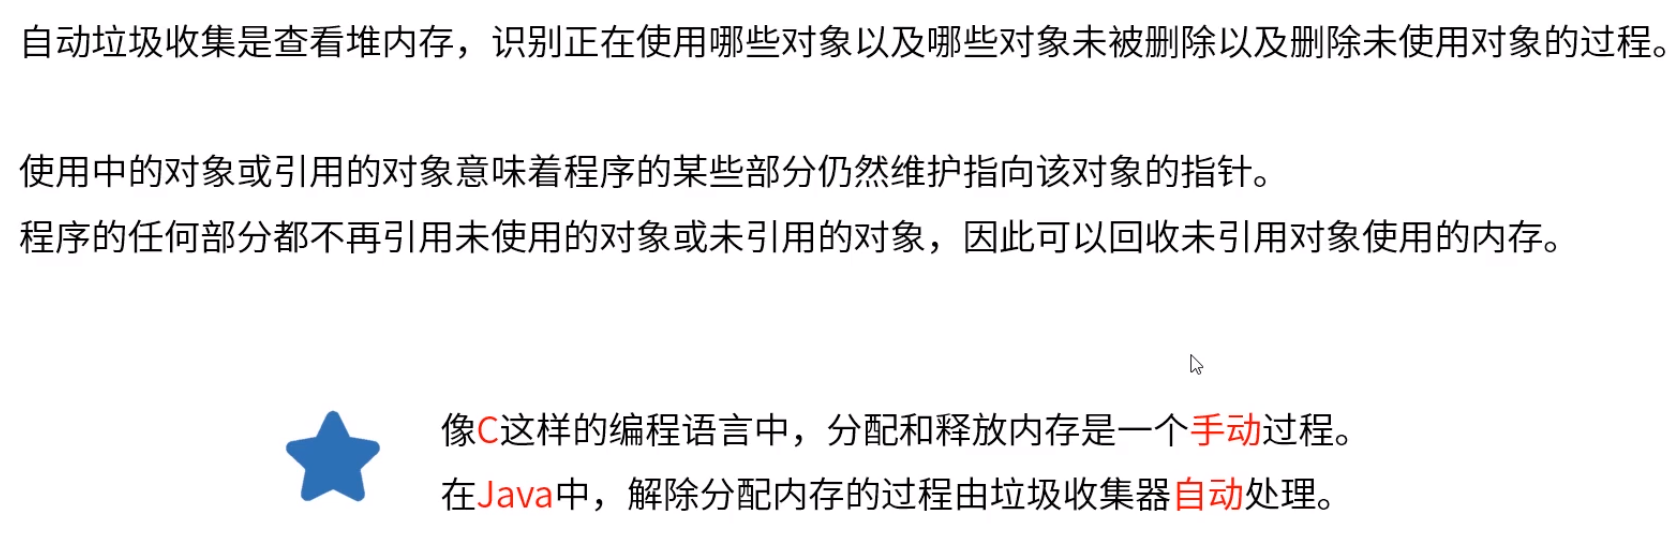 自动垃圾收集是查看堆内存，识别正在使用哪些对象以及哪些对象未被删除以及删除未使用对象的过程。
使用中的对象或引用的对象意味着程序的某些部分仍然维护指向该对象的指针。
程序的任何部分都不再引用未使用的对象或未引用的对象，因此可以回收未引用对象使用的内存。
像C这样的编程语言中，分配和释放内存是一个手动过程。
在Java中，解除分配内存的过程由垃圾收集器自动处理。